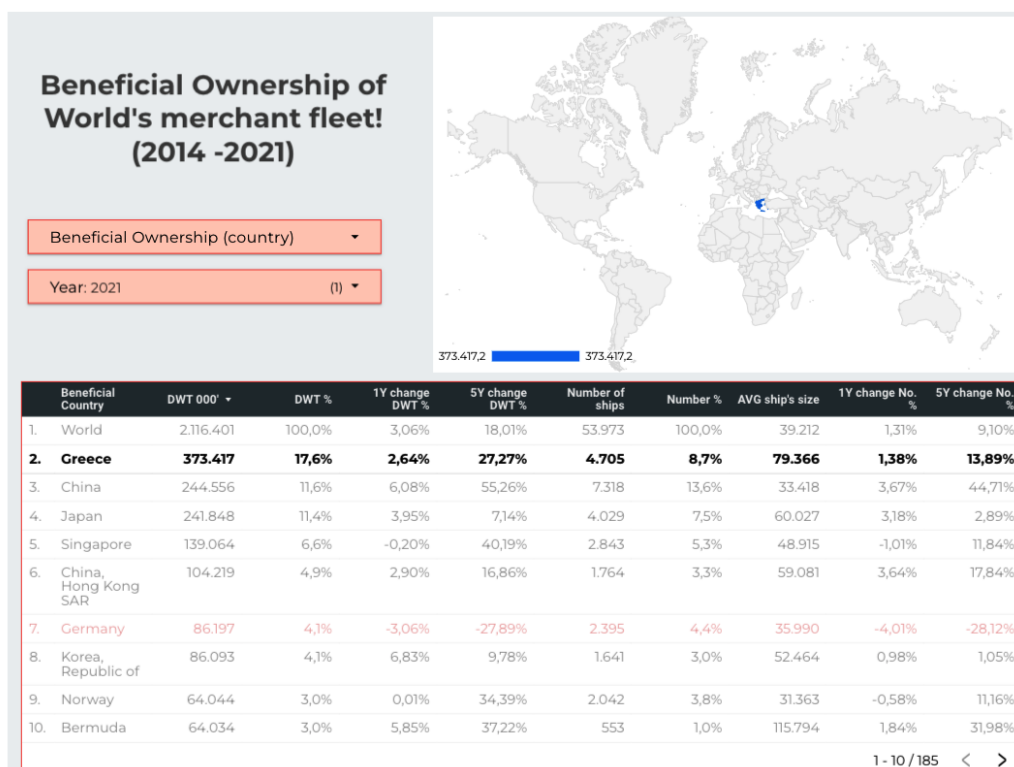 Beneficial Ownership of
World's merchant fleet!
(2014 -2021)
Beneficial Ownership (country)
Year: 2021 (1)
373.417,2 373.417,2
Beneficial Country DWT 000' DWT % 1Y change DWT % 5Y change DWT % Number of ships Number % AVG ship's size 1Y change No. % 5Y change No. %
1. World 2.116.401 100,0% 3,06% 18,01% 53.973 100,0% 39.212 1,31% 9,10%
2. Greece 373.417 17,6% 2,64% 27,27% 4.705 8,7% 79.366 1,38% 13,89%
3. China 244.556 11,6% 6,08% 55,26% 7.318 13,6% 33.418 3,67% 44,71%
4. Japan 241.848 11,4% 3,95% 7,14% 4.029 7,5% 60.027 3,18% 2,89%
5. Singapore 139.064 6,6% -0,20% 40,19% 2.843 5,3% 48.915 -1,01% 11,84%
6. China, Hong Kong SAR 104.219 4,9% 2,90% 16,86% 1.764 3,3% 59.081 3,64% 17,84%
7. Germany 86.197 4,1% -3,06% -27,89% 2.395 4,4% 35.990 -4,01% -28,12%
8. Korea, Republic of 86.093 4,1% 6,83% 9,78% 1.641 3,0% 52.464 0,98% 1,05%
9. Norway 64.044 3,0% 0,01% 34,39% 2.042 3,8% 31.363 -0,58% 11,16%
10. Bermuda 64.034 3,0% 5,85% 37,22% 553 1,0% 115.794 1,84% 31,98%
1 - 10 / 185